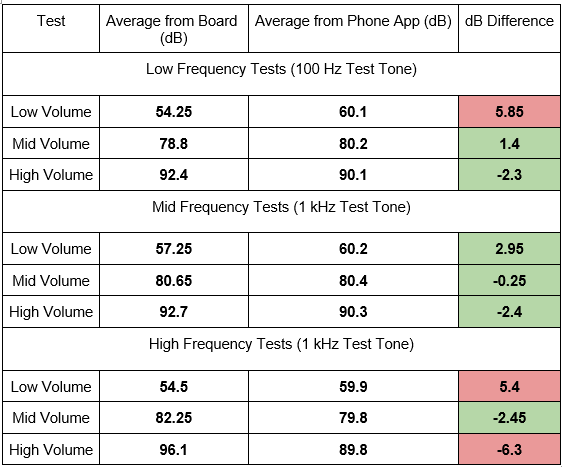 Test Average from Board (dB) Average from Phone App (dB) dB Difference
Low Frequency Tests (100 Hz Test Tone)
Low Volume 54.25 60.1 5.85
Mid Volume 78.8 80.2 1.4
High Volume 92.4 90.1 -2.3
Mid Frequency Tests (1 kHz Test Tone)
Low Volume 57.25 60.2 2.95
Mid Volume 80.65 80.4 -0.25
High Volume 92.7 90.3 -2.4
High Frequency Tests (1 kHz Test Tone)
Low Volume 54.5 59.9 5.4
Mid Volume 82.25 79.8 -2.45
High Volume 96.1 89.8 -6.3